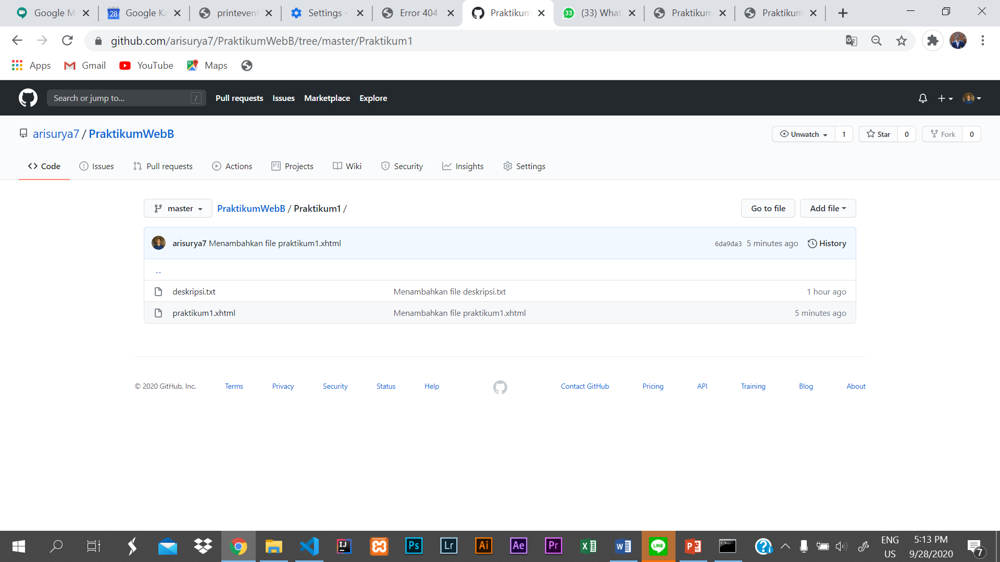 Google M
Google Ka
printevent
Settings -
Error 404
Praktikum
(33) What
Praktikum
Praktikum
github.com/arisurya7/PraktikumWebB/tree/master/Praktikum1
Apps
Gmail
YouTube
Maps
Search or jump to...
/
Pull requests
Issues
Marketplace
Explore
arisurya7 / PraktikumWebB
Unwatch 1
Star 0
Fork 0
Code
Issues
Pull requests
Actions
Projects
Wiki
Security
Insights
Settings
master
PraktikumWebB / Praktikum1 /
Go to file
Add file
arisurya7 Menambahkan file praktikum1.xhtml
6da9da3 5 minutes ago
History
..
deskripsi.txt Menambahkan file deskripsi.txt 1 hour ago
praktikum1.xhtml Menambahkan file praktikum1.xhtml 5 minutes ago
© 2020 GitHub, Inc.
Terms
Privacy
Security
Status
Help
Contact GitHub
Pricing
API
Training
Blog
About
ENG
US
5:13 PM
9/28/2020
7